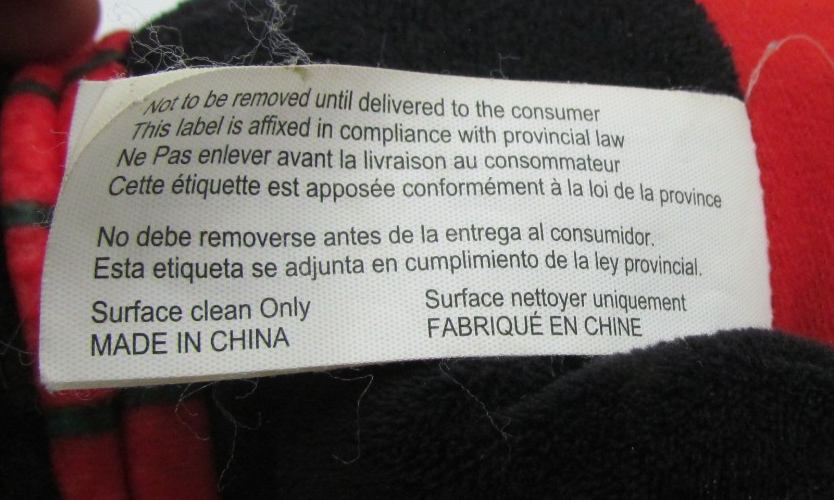 Not to be removed until delivered to the consumer
This label is affixed in compliance with provincial law
Ne Pas enlever avant la livraison au consommateur
Cette étiquette est apposée conformément à la loi de la province
No debe removerse antes de la entrega al consumidor.
Esta etiqueta se adjunta en cumplimiento de la ley provincial.
Surface clean Only
MADE IN CHINA
Surface nettoyer uniquement
FABRIQUÉ EN CHINE